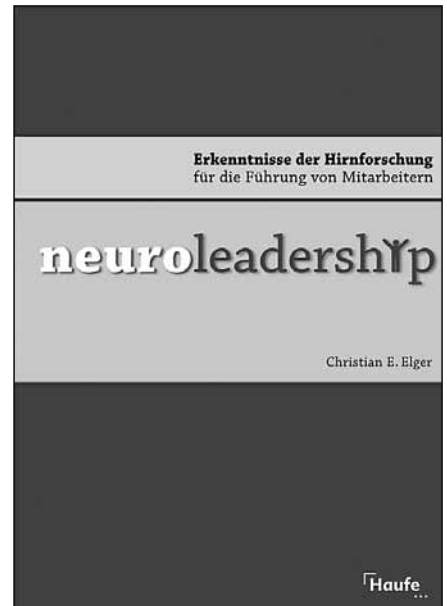 Erkenntnisse der Hirnforschung
für die Führung von Mitarbeitern
neuroleadership
Christian E. Elger
Haufe...